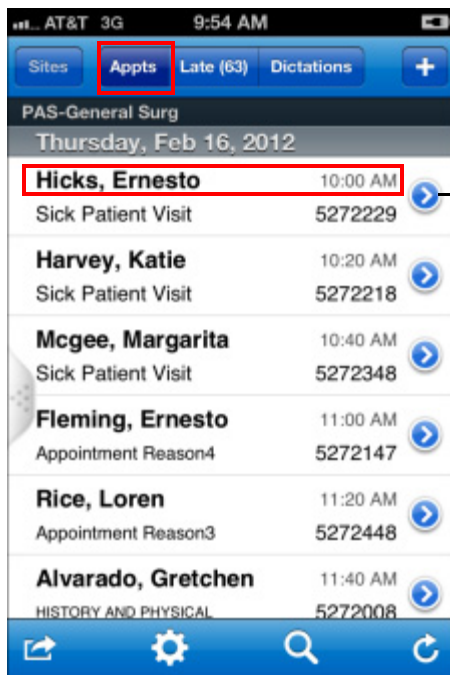 AT&T 3G 9:54 AM
Sites Appts Late (63) Dictations +
PAS-General Surg
Thursday, Feb 16, 2012
Hicks, Ernesto 10:00 AM
Sick Patient Visit 5272229
Harvey, Katie 10:20 AM
Sick Patient Visit 5272218
Mcgee, Margarita 10:40 AM
Sick Patient Visit 5272348
Fleming, Ernesto 11:00 AM
Appointment Reason4 5272147
Rice, Loren 11:20 AM
Appointment Reason3 5272448
Alvarado, Gretchen 11:40 AM
HISTORY AND PHYSICAL 5272008